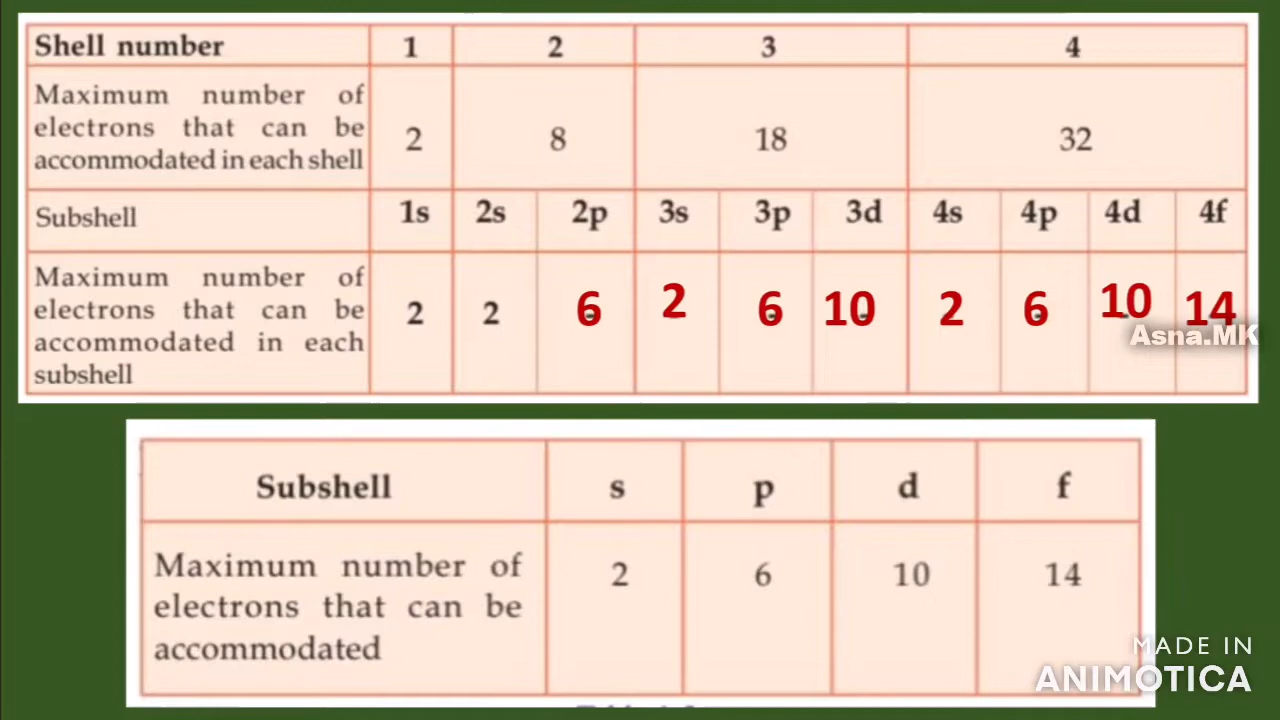 Shell number 1 2 3 4
Maximum number of
electrons that can be
accommodated in each shell
2 8 18 32
Subshell 1s 2s 2p 3s 3p 3d 4s 4p 4d 4f
Maximum number of
electrons that can be
accommodated in each
subshell
2 2 6 2 6 10 2 6 10 14
Asna.MK
Subshell s p d f
Maximum number of
electrons that can be
accommodated
2 6 10 14
MADE IN
ANIMOTICA